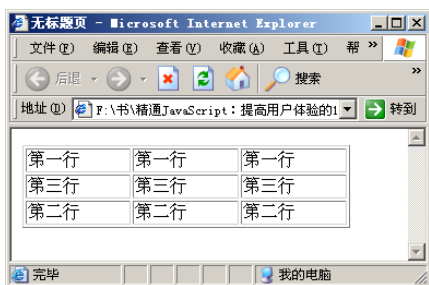 无标题页 - Microsoft Internet Explorer
文件(F) 编辑(E) 查看(V) 收藏(A) 工具(T) 帮 »
后退 搜索 »
地址(D) F:\书\精通JavaScript：提高用户体验的1 转到
第一行 第一行 第一行
第三行 第三行 第三行
第二行 第二行 第二行
完毕 我的电脑